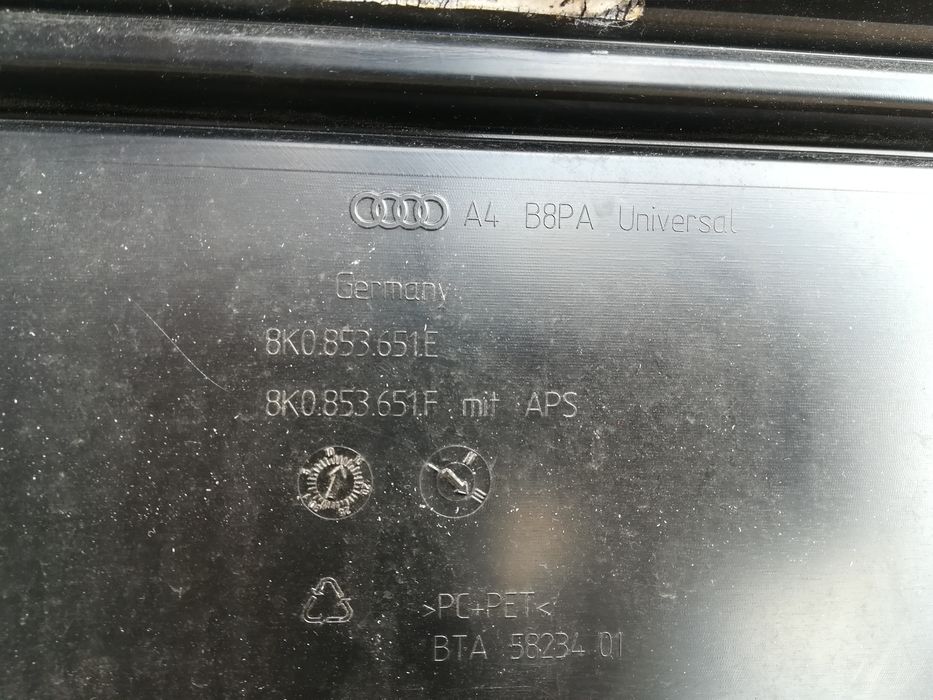 A4 B8PA Universal
Germany
8K0.853.651.E
8K0.853.651.F mit APS
>PC+PET<
BTA 58234 01